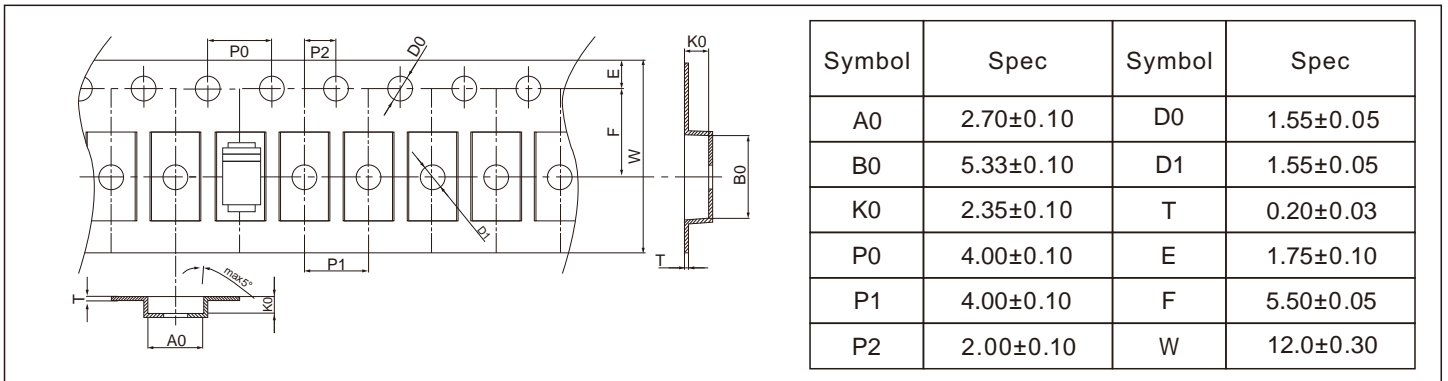 P0
P2
D0
E
F
W
D1
P1
T
max5°
K0
A0
K0
B0
T
Symbol Spec Symbol Spec
A0 2.70±0.10 D0 1.55±0.05
B0 5.33±0.10 D1 1.55±0.05
K0 2.35±0.10 T 0.20±0.03
P0 4.00±0.10 E 1.75±0.10
P1 4.00±0.10 F 5.50±0.05
P2 2.00±0.10 W 12.0±0.30